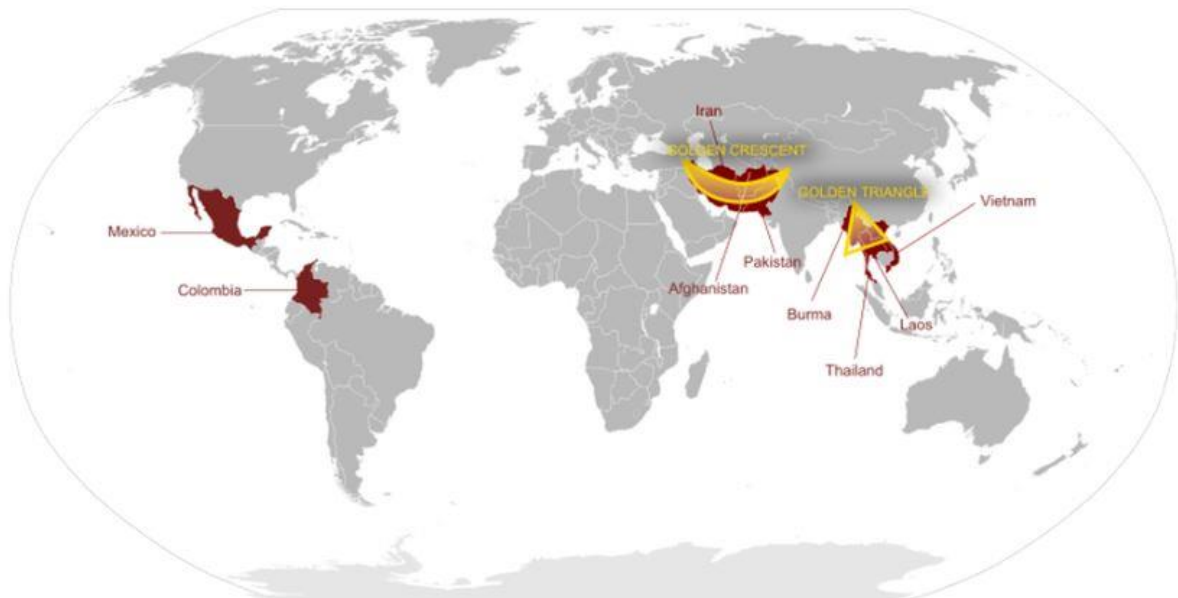 Iran
GOLDEN CRESCENT
GOLDEN TRIANGLE
Vietnam
Mexico
Pakistan
Colombia
Afghanistan
Burma
Laos
Thailand